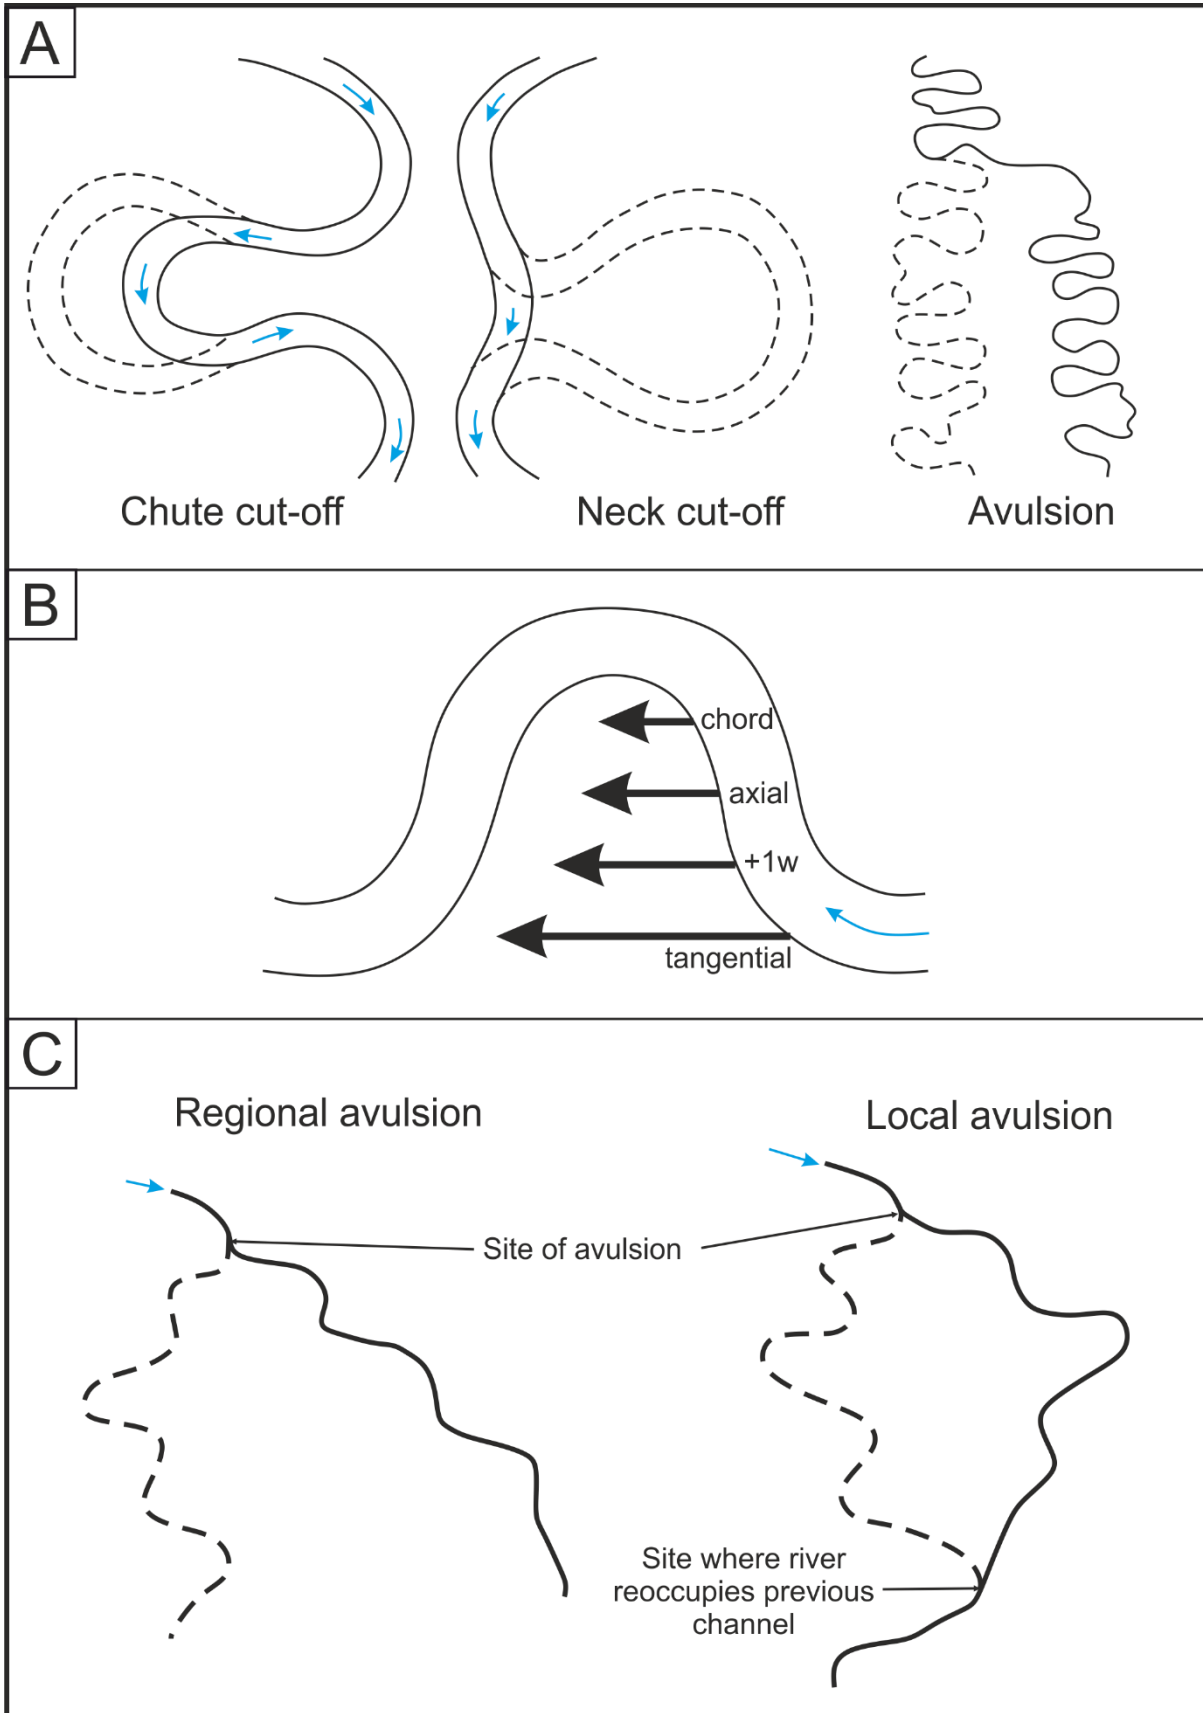 A
Chute cut-off
Neck cut-off
Avulsion
B
chord
axial
+1w
tangential
C
Regional avulsion
Local avulsion
Site of avulsion
Site where river
reoccupies previous
channel